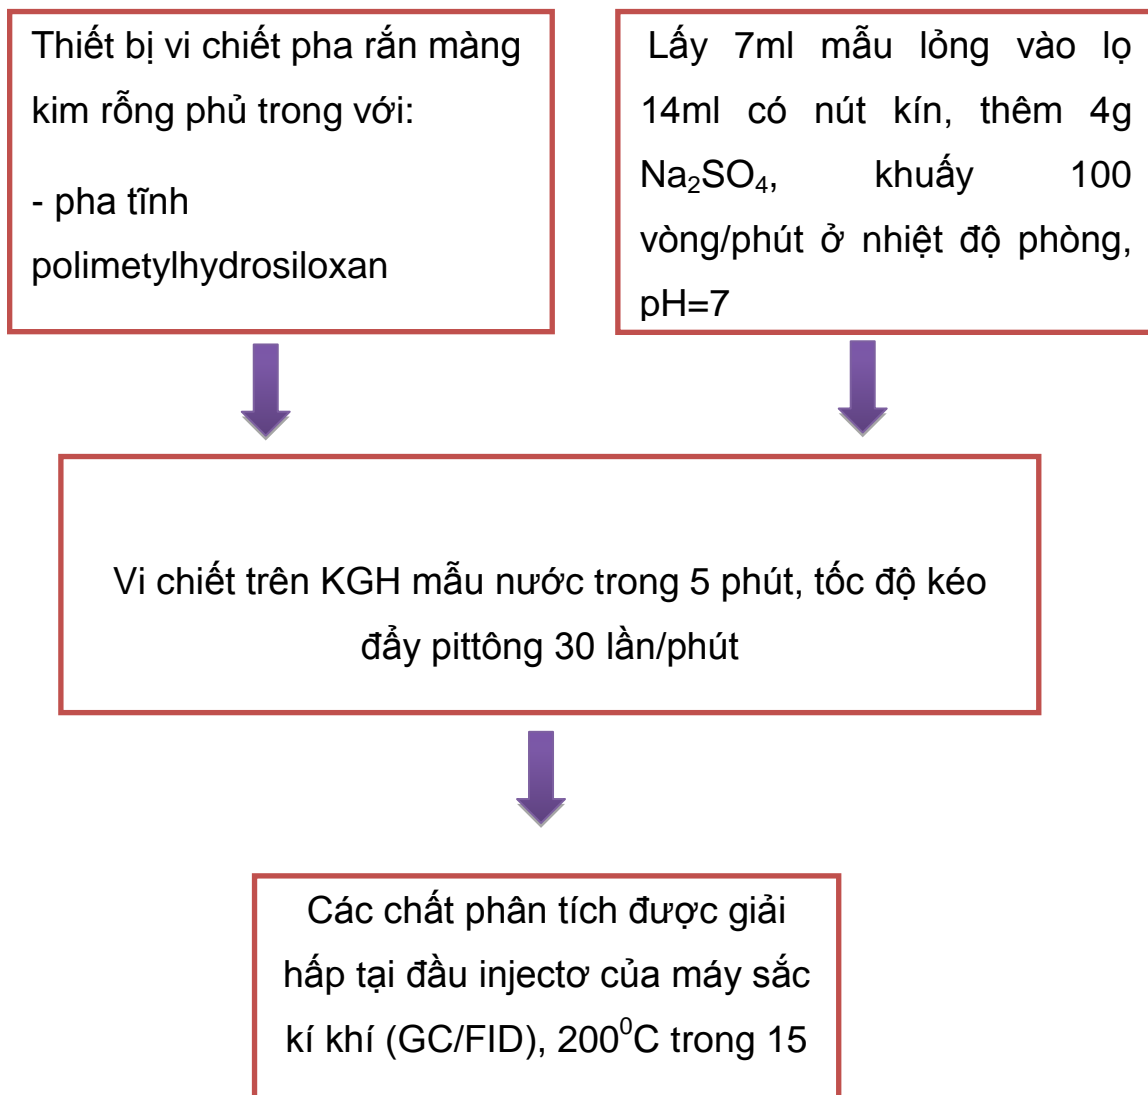 Thiết bị vi chiết pha rắn màng
kim rỗng phủ trong với:
- pha tĩnh
polimetylhydrosiloxan
Lấy 7ml mẫu lỏng vào lọ
14ml có nút kín, thêm 4g
Na₂SO₄, khuấy 100
vòng/phút ở nhiệt độ phòng,
pH=7
Vi chiết trên KGH mẫu nước trong 5 phút, tốc độ kéo
đẩy pittông 30 lần/phút
Các chất phân tích được giải
hấp tại đầu injectơ của máy sắc
kí khí (GC/FID), 200⁰C trong 15